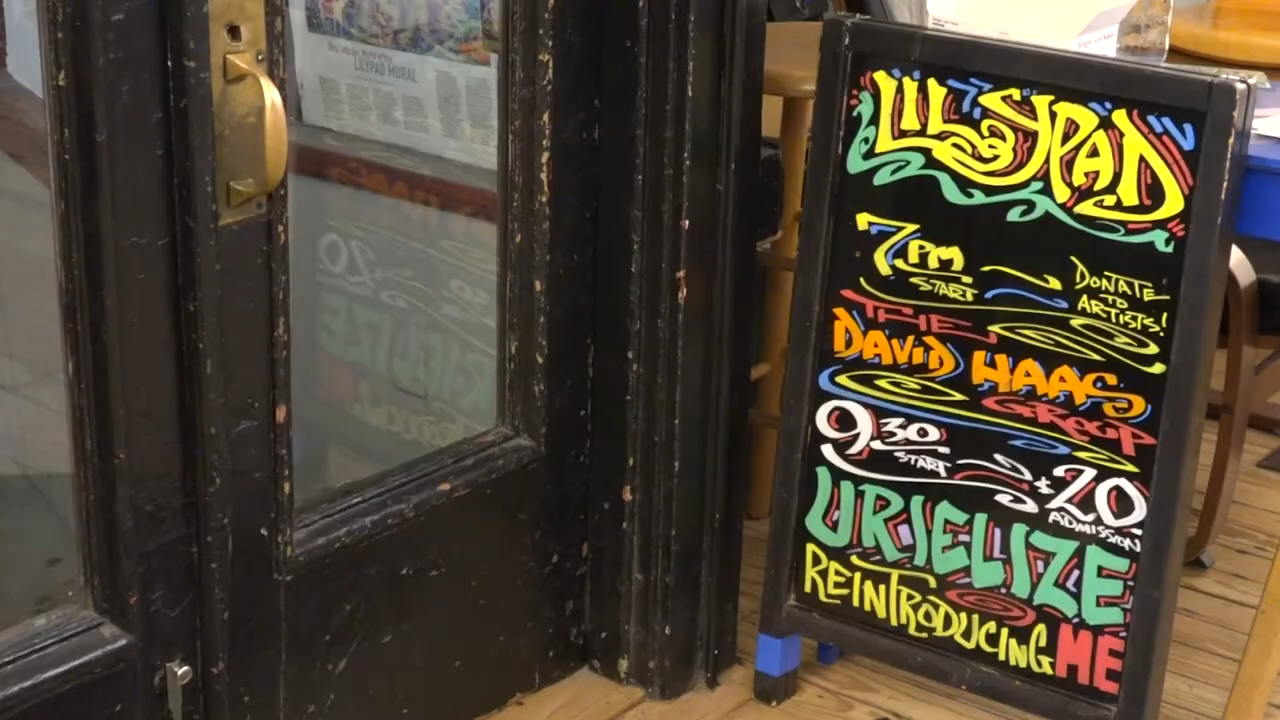 LILYPAD MURAL
LiLyPAD
7PM
START
DONATE
TO
ARTISTS!
THE
DAViD HAAS
GROUP
9:30
START
$20
ADMISSION
URIELIZE
REINTRODUCING ME